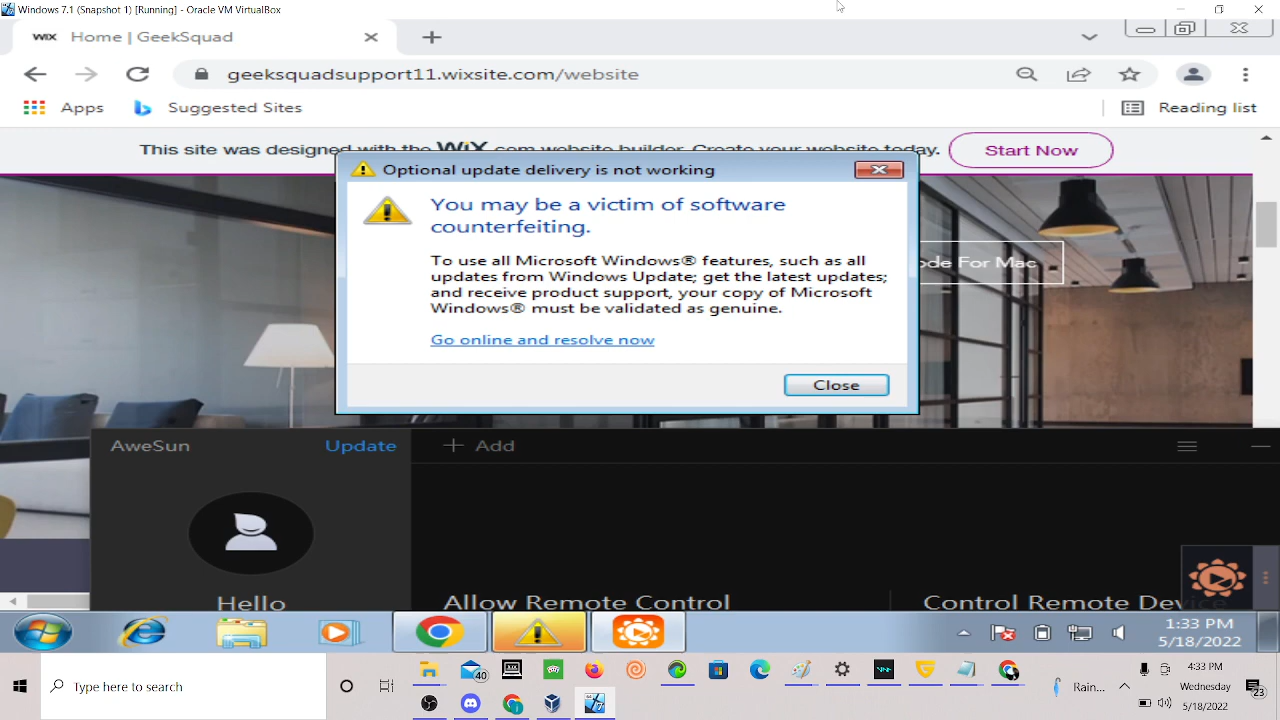 Windows 7.1 (Snapshot 1) [Running] - Oracle VM VirtualBox
WIX Home | GeekSquad
geeksquadsupport11.wixsite.com/website
Apps Suggested Sites Reading list
This site was designed with the WIX.com website builder. Create your website today. Start Now
Optional update delivery is not working
You may be a victim of software
counterfeiting.
To use all Microsoft Windows® features, such as all
updates from Windows Update; get the latest updates;
and receive product support, your copy of Microsoft
Windows® must be validated as genuine.
Go online and resolve now
Close
For Mac
AweSun Update Add
Hello
Allow Remote Control
Control Remote Device
1:33 PM
5/18/2022
Type here to search
40
Rain...
4:33 PM
Wednesday
5/18/2022
23